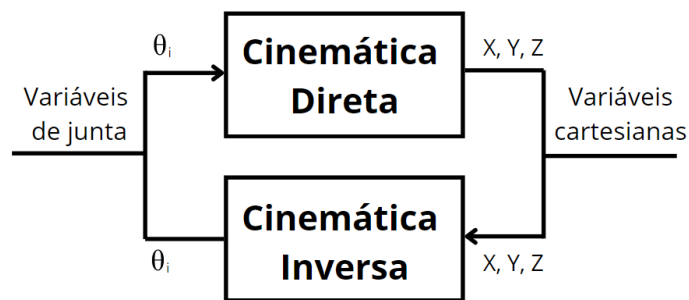 θi
Cinemática
Direta
X, Y, Z
Variáveis
de junta
Variáveis
cartesianas
θi
Cinemática
Inversa
X, Y, Z